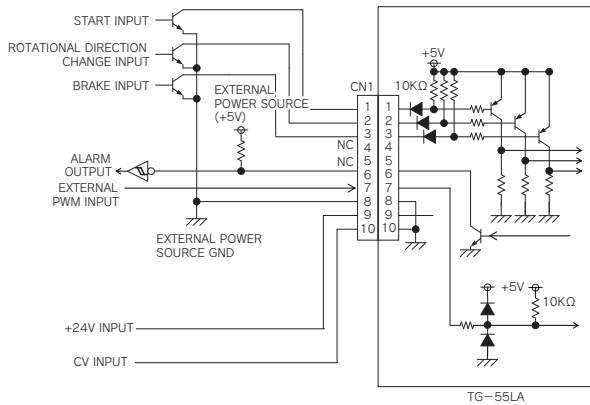 START INPUT
ROTATIONAL DIRECTION
CHANGE INPUT
BRAKE INPUT
EXTERNAL
POWER SOURCE
(+5V)
ALARM
OUTPUT
EXTERNAL
PWM INPUT
EXTERNAL POWER
SOURCE GND
+24V INPUT
CV INPUT
CN1
1
2
3
NC 4
NC 5
6
7
8
9
10
1
2
3
4
5
6
7
8
9
10
+5V
10KΩ
+5V
10KΩ
TG-55LA